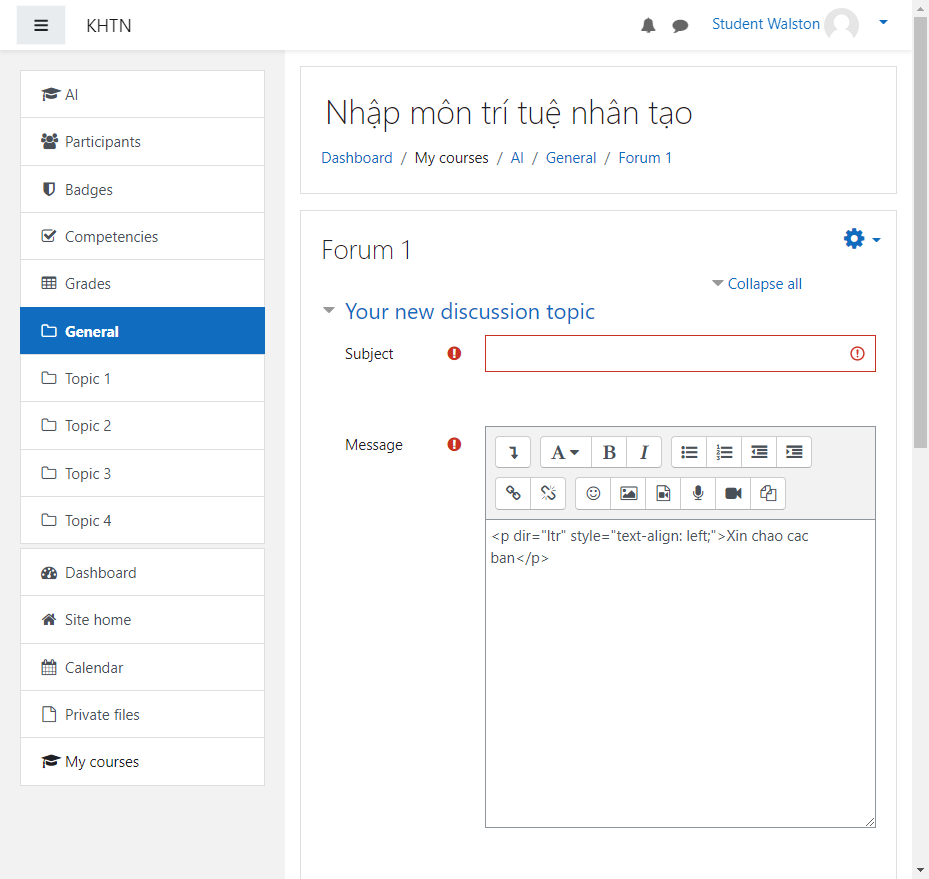 KHTN
Student Walston
AI
Participants
Badges
Competencies
Grades
General
Topic 1
Topic 2
Topic 3
Topic 4
Dashboard
Site home
Calendar
Private files
My courses
Nhập môn trí tuệ nhân tạo
Dashboard / My courses / AI / General / Forum 1
Forum 1
Collapse all
Your new discussion topic
Subject
Message
A B I
<p dir="ltr" style="text-align: left;">Xin chao cac
ban</p>